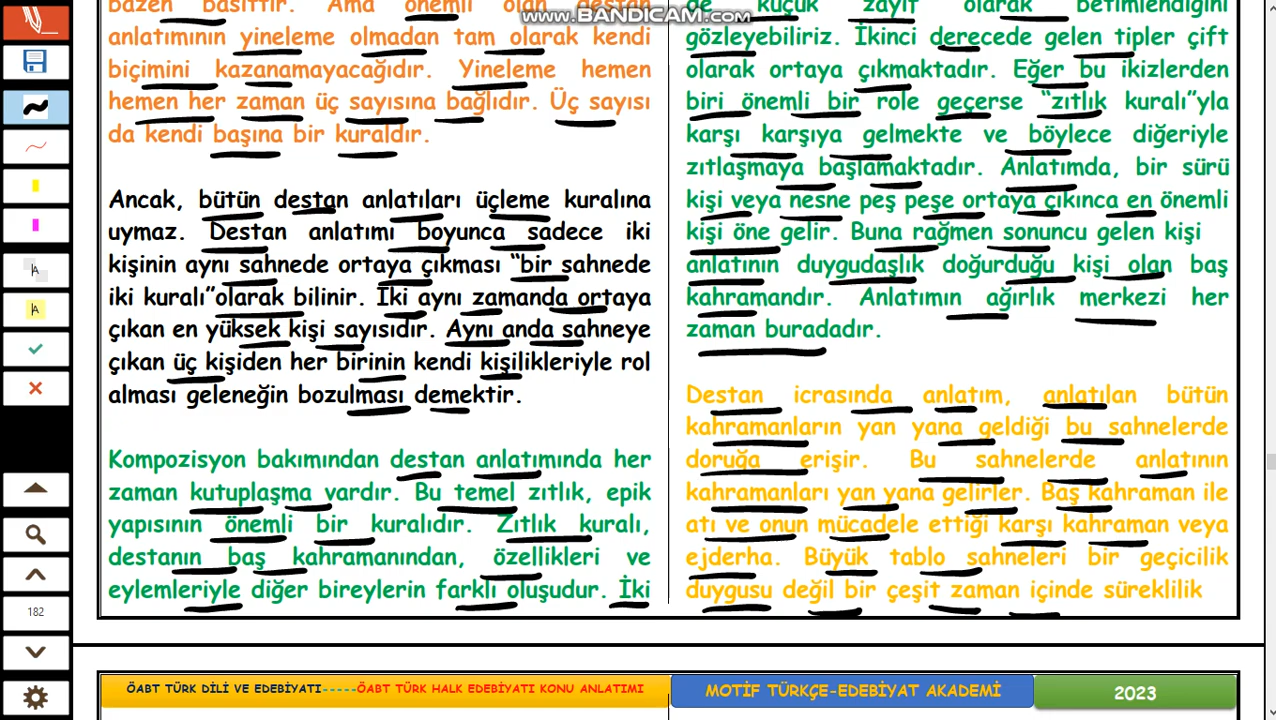 www.BANDICAM.com
bazen basittir. Ama önemli olan destan
anlatımının yineleme olmadan tam olarak kendi
biçimini kazanamayacağıdır. Yineleme hemen
hemen her zaman üç sayısına bağlıdır. Üç sayısı
da kendi başına bir kuraldır.
Ancak, bütün destan anlatıları üçleme kuralına
uymaz. Destan anlatımı boyunca sadece iki
kişinin aynı sahnede ortaya çıkması “bir sahnede
iki kuralı”olarak bilinir. İki aynı zamanda ortaya
çıkan en yüksek kişi sayısıdır. Aynı anda sahneye
çıkan üç kişiden her birinin kendi kişilikleriyle rol
alması geleneğin bozulması demektir.
Kompozisyon bakımından destan anlatımında her
zaman kutuplaşma vardır. Bu temel zıtlık, epik
yapısının önemli bir kuralıdır. Zıtlık kuralı,
destanın baş kahramanından, özellikleri ve
eylemleriyle diğer bireylerin farklı oluşudur. İki
de küçük zayıf olarak betimlendiğini
gözleyebiliriz. İkinci derecede gelen tipler çift
olarak ortaya çıkmaktadır. Eğer bu ikizlerden
biri önemli bir role geçerse “zıtlık kuralı”yla
karşı karşıya gelmekte ve böylece diğeriyle
zıtlaşmaya başlamaktadır. Anlatımda, bir sürü
kişi veya nesne peş peşe ortaya çıkınca en önemli
kişi öne gelir. Buna rağmen sonuncu gelen kişi
anlatının duygudaşlık doğurduğu kişi olan baş
kahramandır. Anlatımın ağırlık merkezi her
zaman buradadır.
Destan icrasında anlatım, anlatılan bütün
kahramanların yan yana geldiği bu sahnelerde
doruğa erişir. Bu sahnelerde anlatının
kahramanları yan yana gelirler. Baş kahraman ile
atı ve onun mücadele ettiği karşı kahraman veya
ejderha. Büyük tablo sahneleri bir geçicilik
duygusu değil bir çeşit zaman içinde süreklilik
182
ÖABT TÜRK DİLİ VE EDEBİYATI-----ÖABT TÜRK HALK EDEBİYATI KONU ANLATIMI
MOTİF TÜRKÇE-EDEBİYAT AKADEMİ
2023